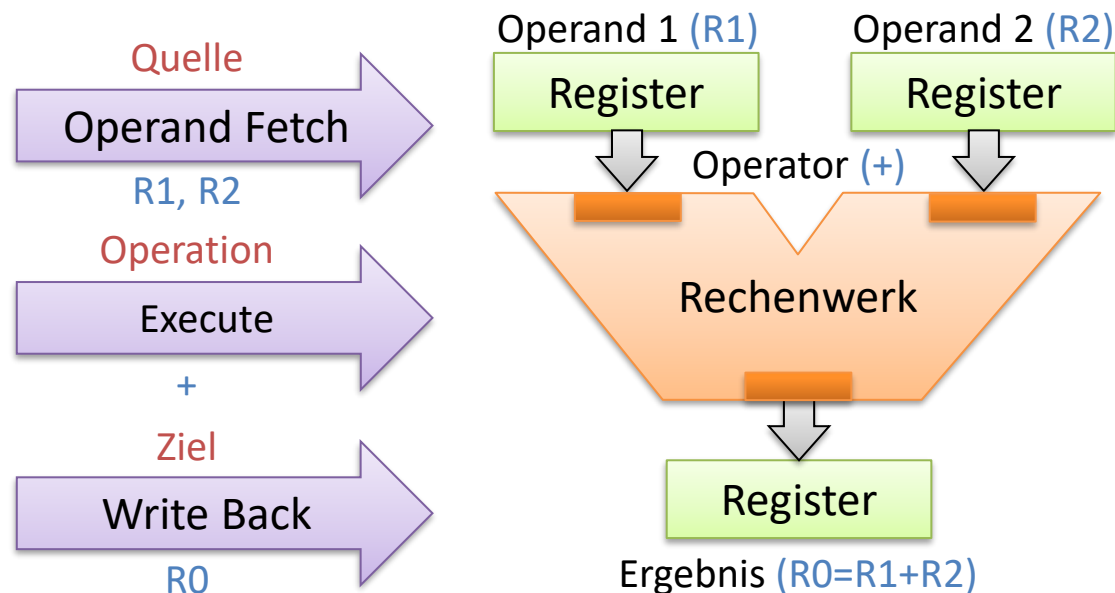 Quelle
Operand Fetch
R1, R2
Operation
Execute
+
Ziel
Write Back
R0
Operand 1 (R1)
Operand 2 (R2)
Register
Register
Operator (+)
Rechenwerk
Register
Ergebnis (R0=R1+R2)